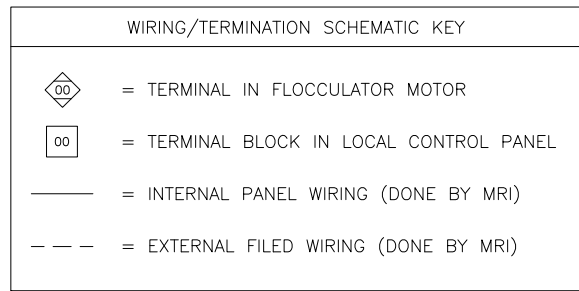 WIRING/TERMINATION SCHEMATIC KEY
00 = TERMINAL IN FLOCCULATOR MOTOR
00 = TERMINAL BLOCK IN LOCAL CONTROL PANEL
= INTERNAL PANEL WIRING (DONE BY MRI)
= EXTERNAL FILED WIRING (DONE BY MRI)